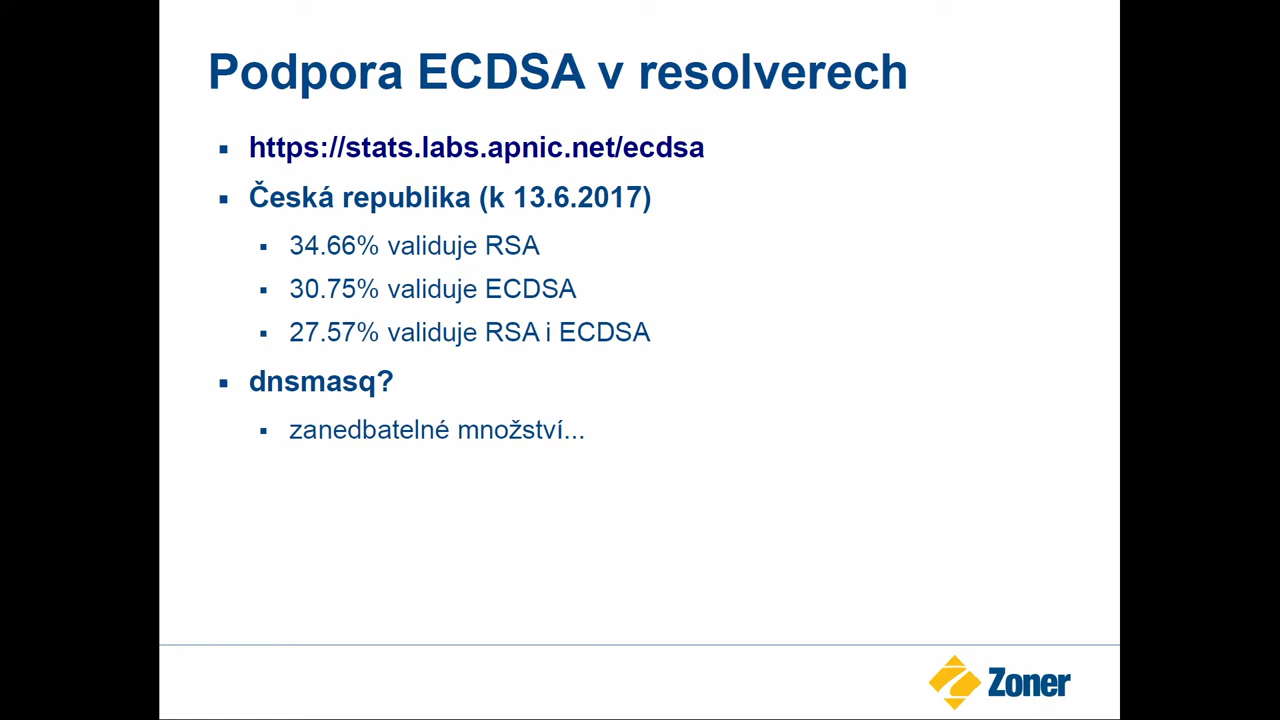 Podpora ECDSA v resolverech
https://stats.labs.apnic.net/ecdsa
Česká republika (k 13.6.2017)
34.66% validuje RSA
30.75% validuje ECDSA
27.57% validuje RSA i ECDSA
dnsmasq?
zanedbatelné množství...
Zoner